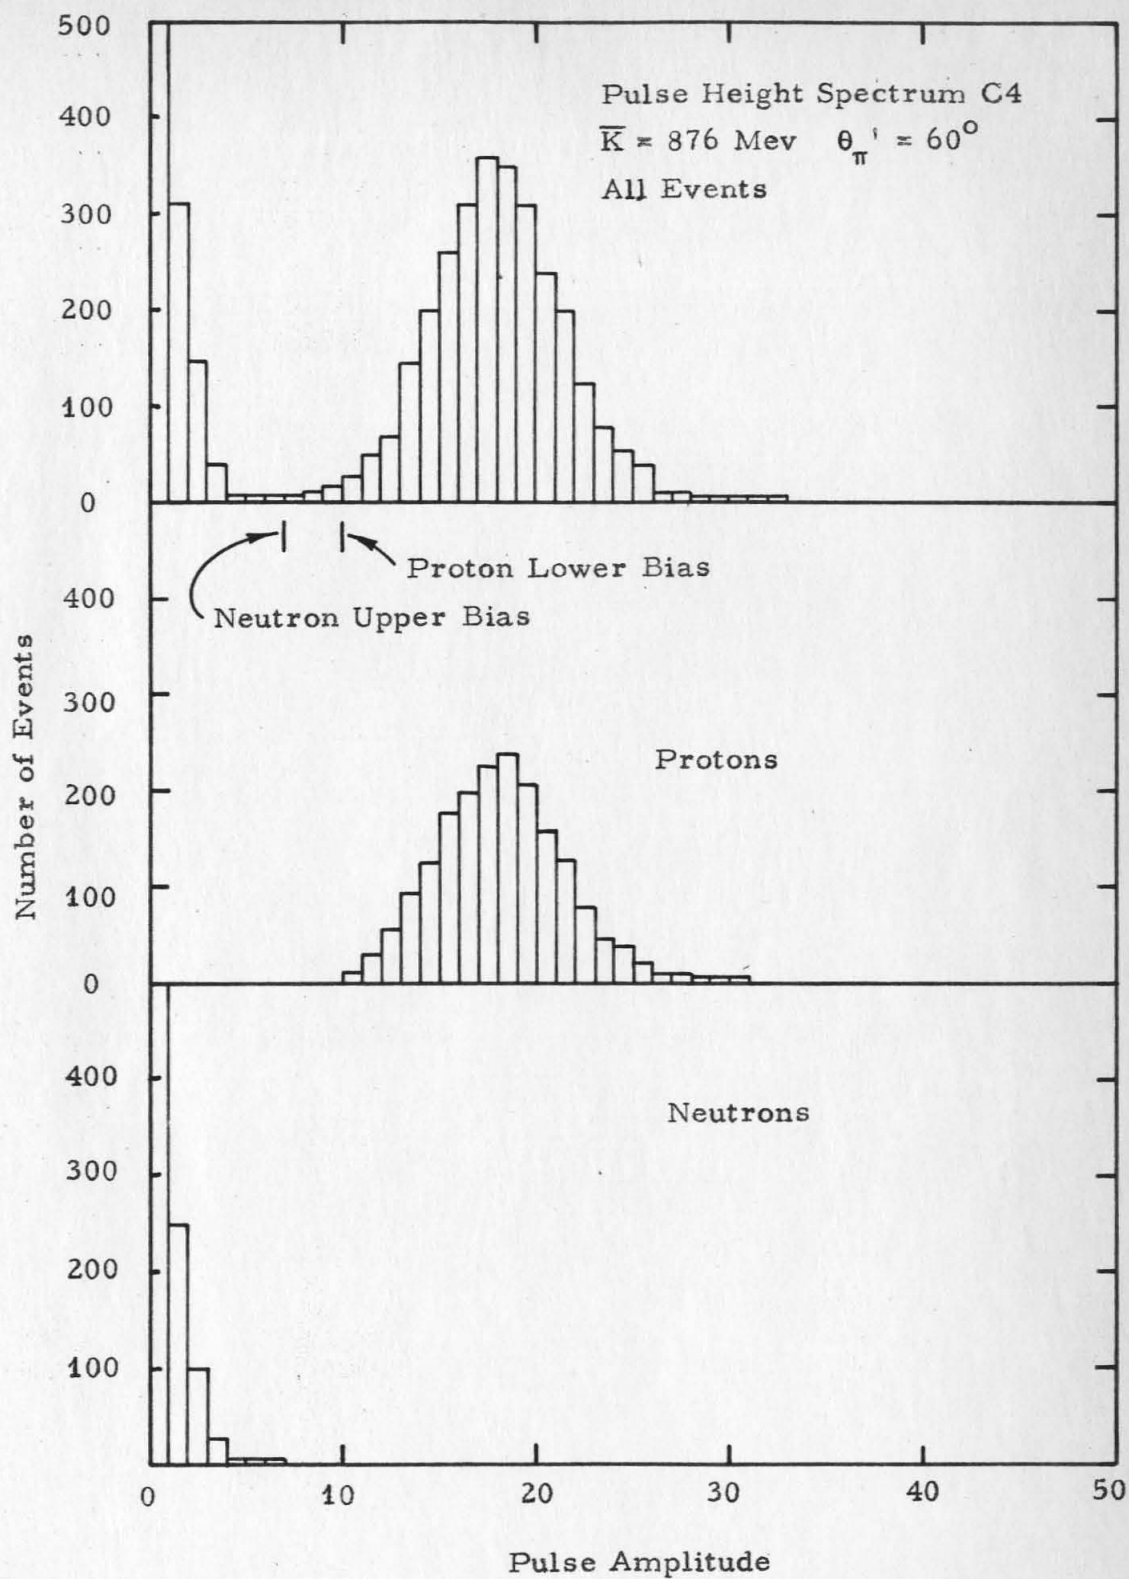 500
400
300
200
100
0
Pulse Height Spectrum C4
K̅ = 876 Mev θπ' = 60°
All Events
Proton Lower Bias
Neutron Upper Bias
Number of Events
400
300
200
100
0
Protons
400
300
200
100
Neutrons
0 10 20 30 40 50
Pulse Amplitude